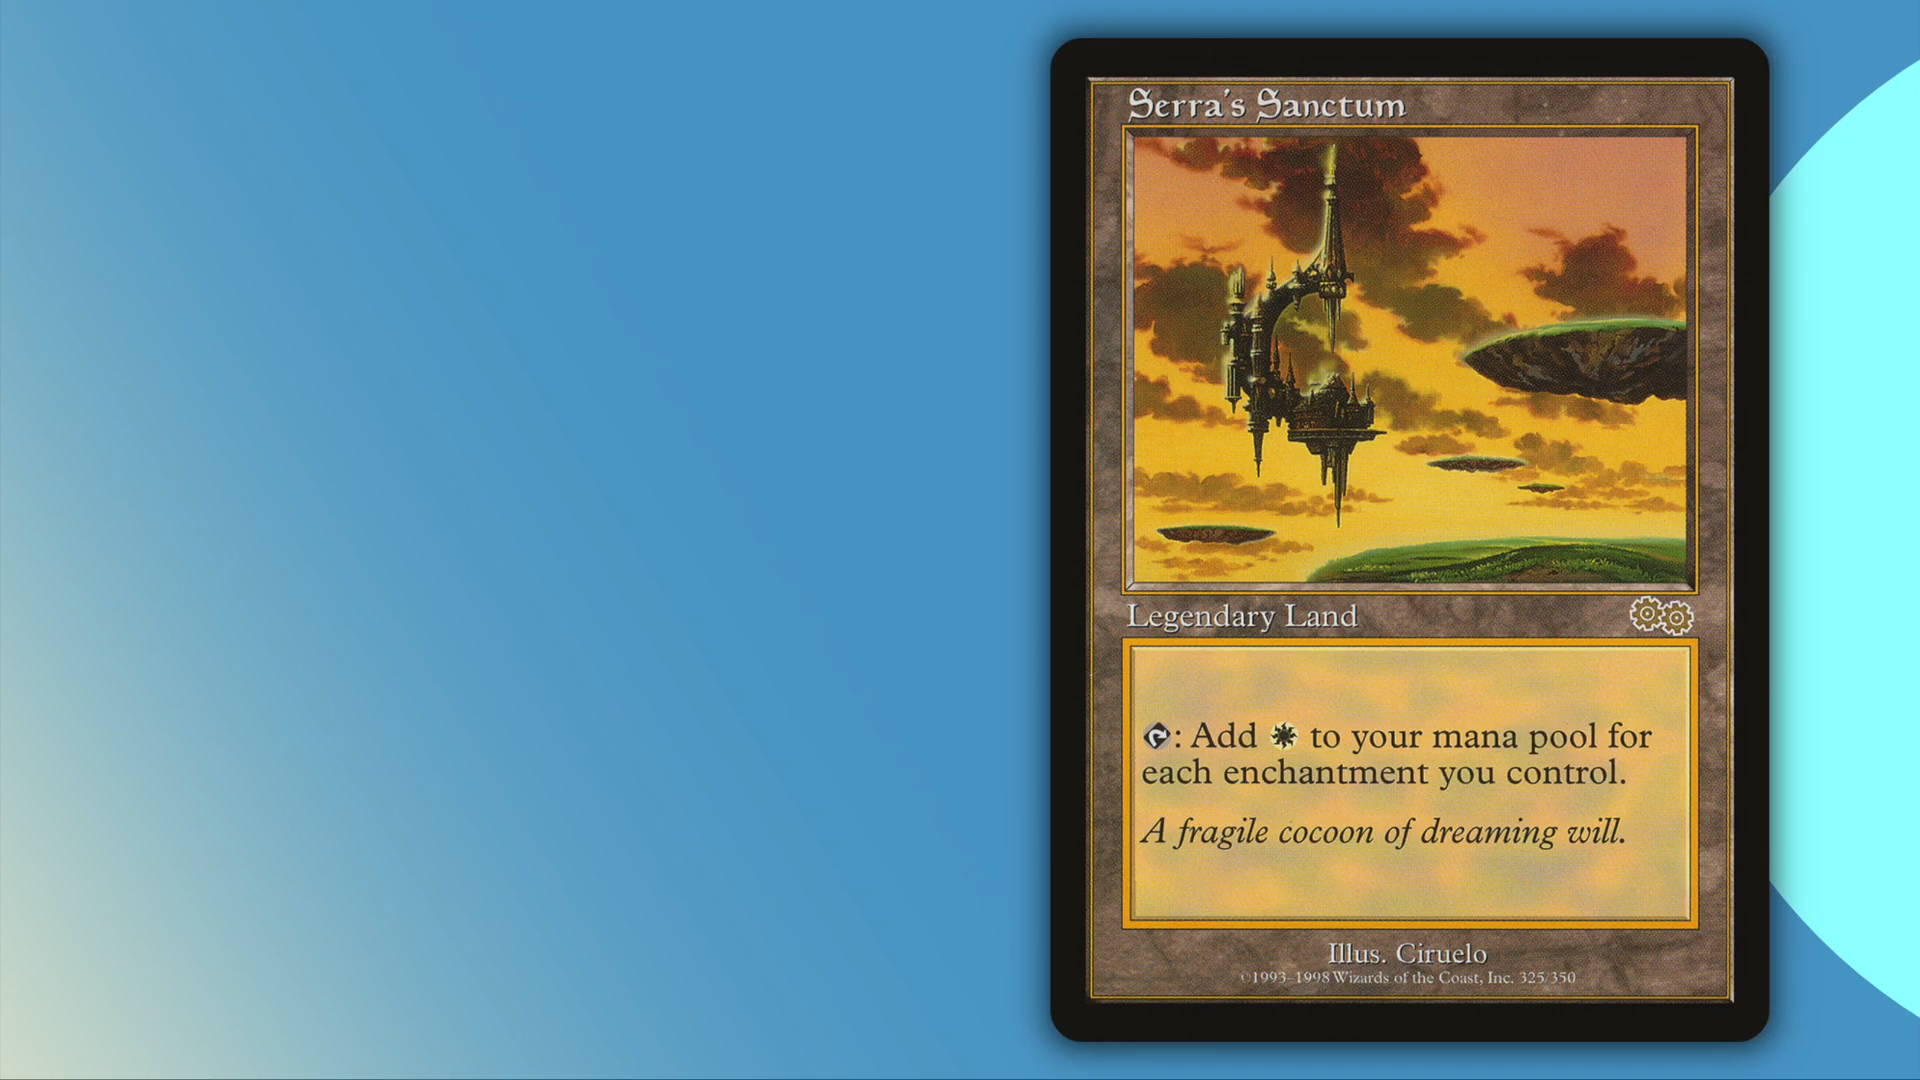 Serra's Sanctum
Legendary Land
: Add to your mana pool for
each enchantment you control.
A fragile cocoon of dreaming will.
Illus. Ciruelo
©1993–1998 Wizards of the Coast, Inc. 325/350